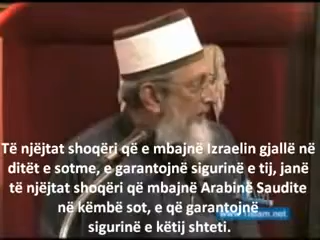 Të njëjtat shoqëri që e mbajnë Izraelin gjallë në
ditët e sotme, e garantojnë sigurinë e tij, janë
të njëjtat shoqëri që mbajnë Arabinë Saudite
në këmbë sot, e që garantojnë
sigurinë e këtij shteti.